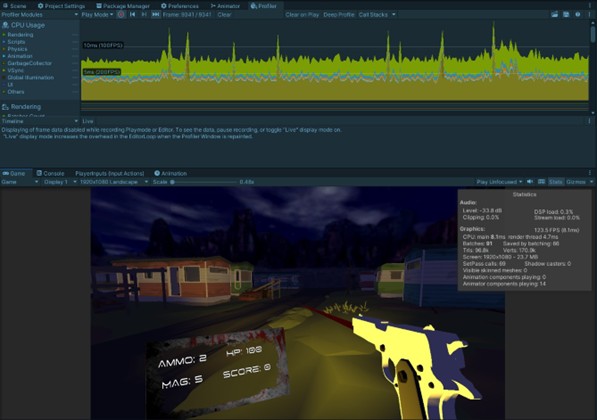 Scene Project Settings Package Manager Preferences Animator Profiler
Profiler Modules Play Mode Frame: 9341 / 9341 Clear Clear on Play Deep Profile Call Stacks
CPU Usage
Rendering
Scripts
Physics
Animation
GarbageCollector
VSync
Global Illumination
UI
Others
10ms (100FPS)
5ms (200FPS)
Rendering
Timeline Live
Displaying of frame data disabled while recording Playmode or Editor. To see the data, pause recording, or toggle "Live" display mode on.
"Live" display mode increases the overhead in the EditorLoop when the Profiler Window is repainted.
Game Console PlayerInputs (Input Actions) Animation
Game Display 1 1920x1080 Landscape Scale Play Unfocused Stats Gizmos
Statistics
Audio:
Level: -33.8 dB DSP load: 0.3%
Clipping: 0.0% Stream load: 0.0%
Graphics: 123.5 FPS (8.1ms)
CPU: main 8.1ms render thread 4.7ms
Batches: 81 Saved by batching: 66
Tris: 96.8k Verts: 170.9k
Screen: 1920x1080 - 23.7 MB
SetPass calls: 69 Shadow casters: 0
Visible skinned meshes: 0
Animation components playing: 0
Animator components playing: 14
AMMO: 2 HP: 100
MAG: 5 SCORE: 0